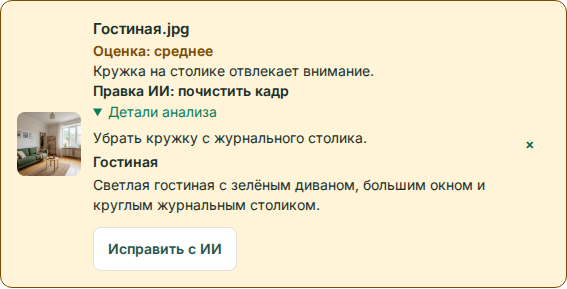 Гостиная.jpg
Оценка: среднее
Кружка на столике отвлекает внимание.
Правка ИИ: почистить кадр
▼ Детали анализа
Убрать кружку с журнального столика.
Гостиная
Светлая гостиная с зелёным диваном, большим окном и
круглым журнальным столиком.
Исправить с ИИ
×